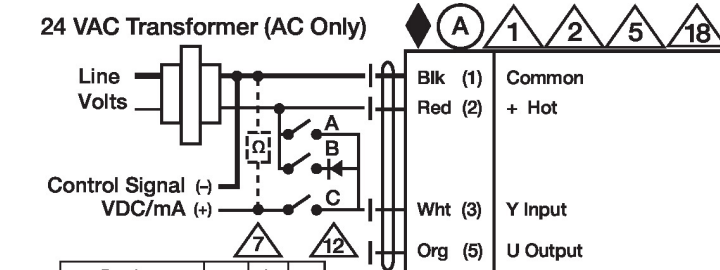 24 VAC Transformer (AC Only)
A 1 2 5 18
Line
Volts
Blk (1) Common
Red (2) + Hot
A
Ω
B
Control Signal (–)
VDC/mA (+)
C
Wht (3) Y Input
7 12
Org (5) U Output